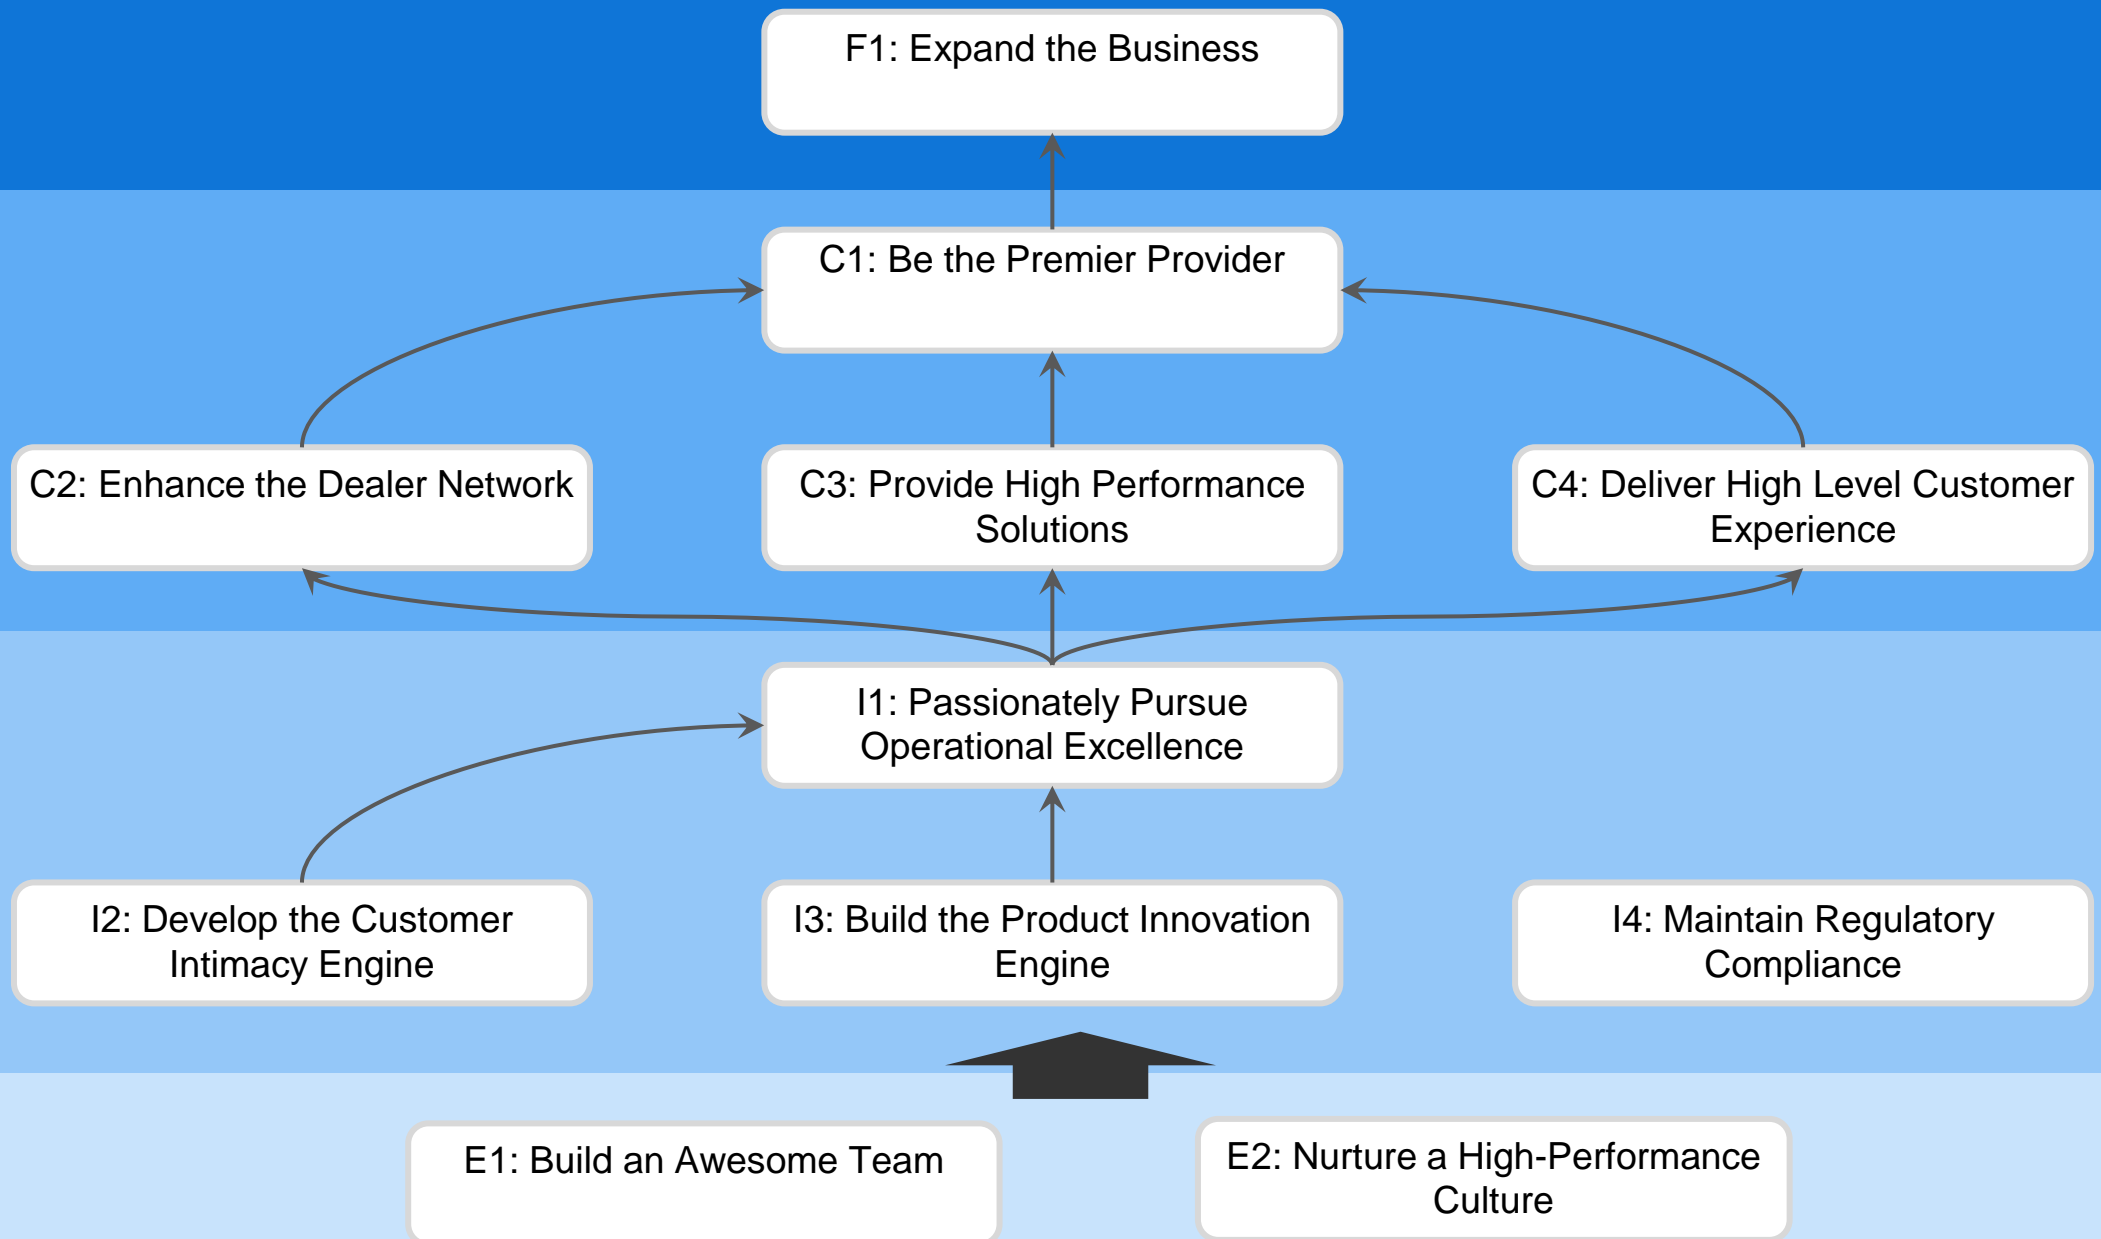 F1: Expand the Business
C1: Be the Premier Provider
C2: Enhance the Dealer Network
C3: Provide High Performance
Solutions
C4: Deliver High Level Customer
Experience
I1: Passionately Pursue
Operational Excellence
I2: Develop the Customer
Intimacy Engine
I3: Build the Product Innovation
Engine
I4: Maintain Regulatory
Compliance
E1: Build an Awesome Team
E2: Nurture a High-Performance
Culture